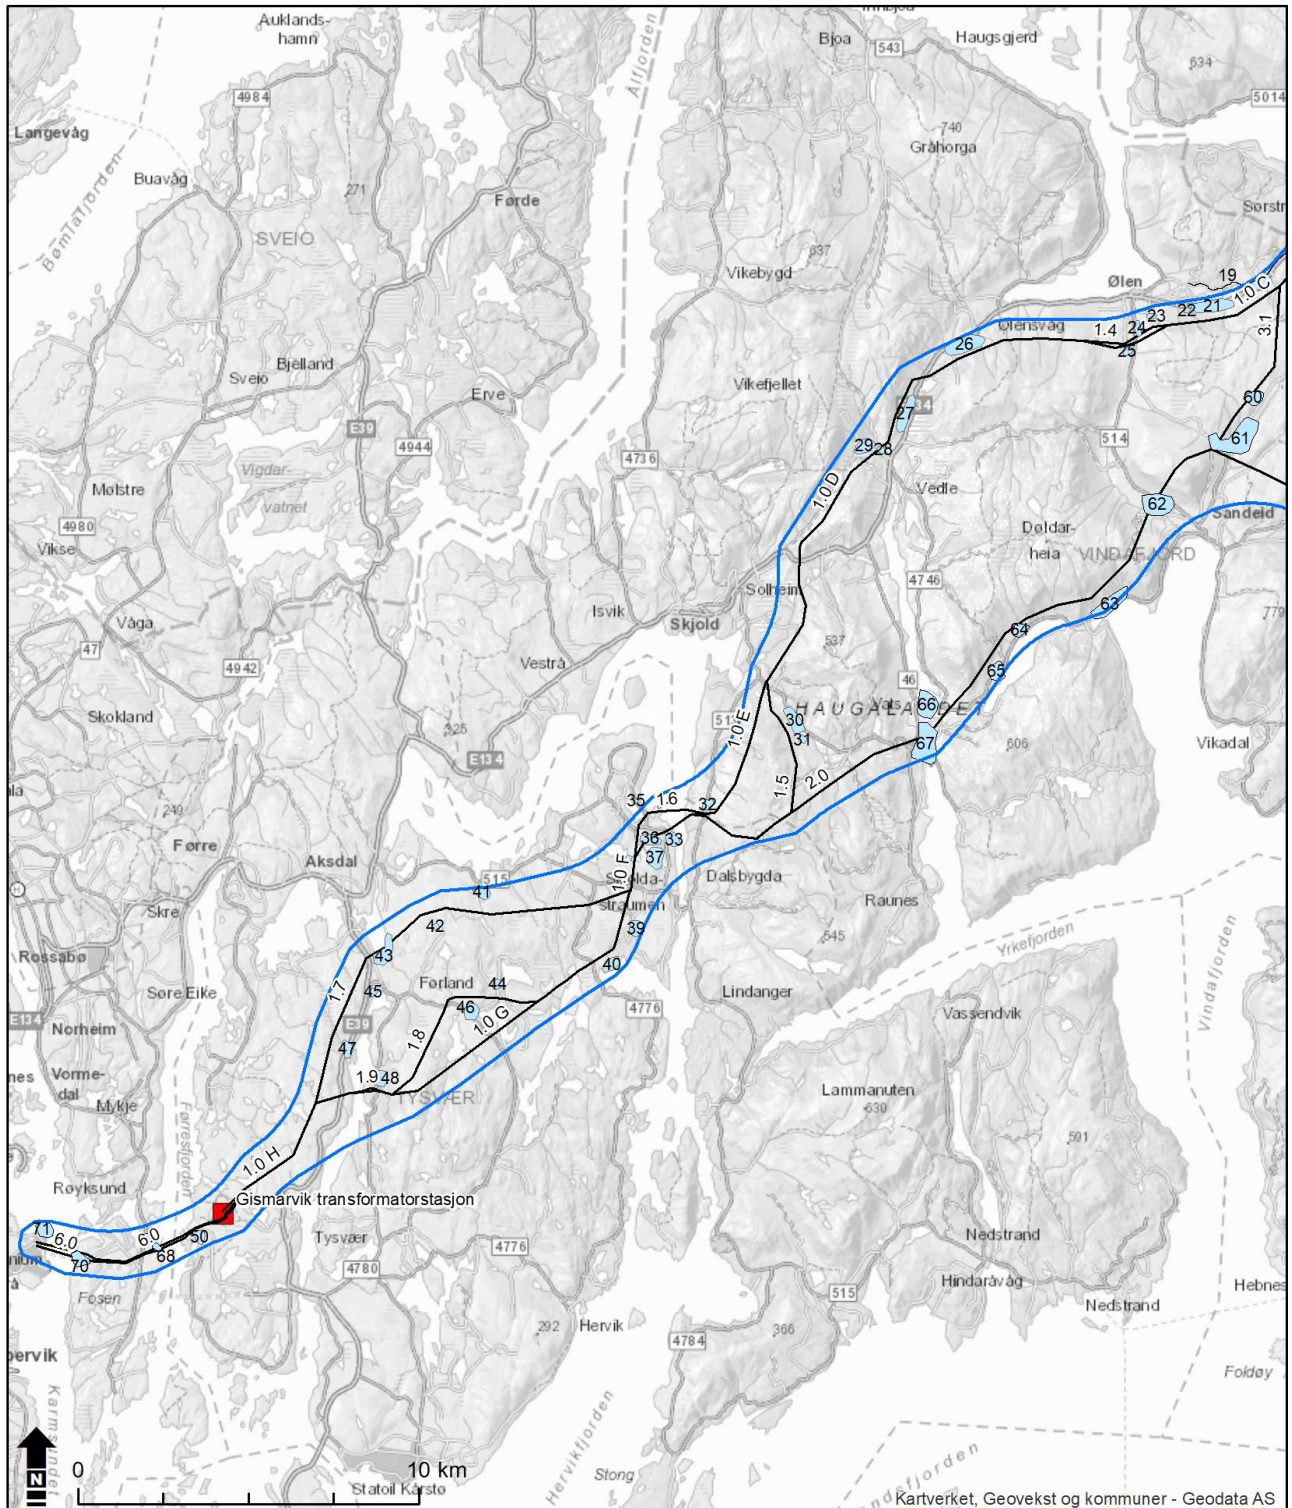 Innbjoa
Auklands-
hamn
Bjoa
543
Haugsgjerd
634
4984
5014
Ålfjorden
Langevåg
740
Gråhorga
Buavåg
271
Førde
Sørstr
Bømlafjorden
SVEIO
637
Vikebygd
Ølen
19
1.0 C
22
21
23
24
25
1.4
Ølensvåg
3.1
26
Bjelland
Sveio
Erve
Vikefjellet
60
27
E39
4944
29
28
514
61
4736
Vigdar-
vatnet
Mølstre
1.0 D
Vedle
62
Sandeid
4980
Døldar-
heia
VINDAFJORD
Vikse
4746
Solheim
Isvik
63
Våga
Skjold
779
47
64
537
4942
Vestrå
65
46
66
Vats
HAUGALANDET
Skokland
30
325
1.0 E
31
67
606
Vikadal
E134
1.5
2.0
35
1.6
32
249
36
33
Førre
37
Aksdal
1.0 F
Skjolda-
straumen
Dalsbygda
515
41
Raunes
Skre
42
39
545
Yrkefjorden
Rossabø
43
40
Vindafjorden
Førland
44
Søre Eike
1.7
45
Lindanger
46
4776
Vassendvik
E134
Norheim
E39
1.0 G
1.8
47
Vorme-
dal
1.9
48
Lammanuten
630
TYSVÆR
Mykje
Førresfjorden
591
1.0 H
Røyksund
Gismarvik transformatorstasjon
71
6.0
6.0
50
Tysvær
Nedstrand
68
70
4776
4780
Hindaråvåg
Hebnes
Fosen
515
Nedstrand
292
Hervik
366
4784
Foldøy
Karmsundet
Hervikfjorden
N
0
10 km
Stong
Statoil Kårstø
Kartverket, Geovekst og kommuner - Geodata AS